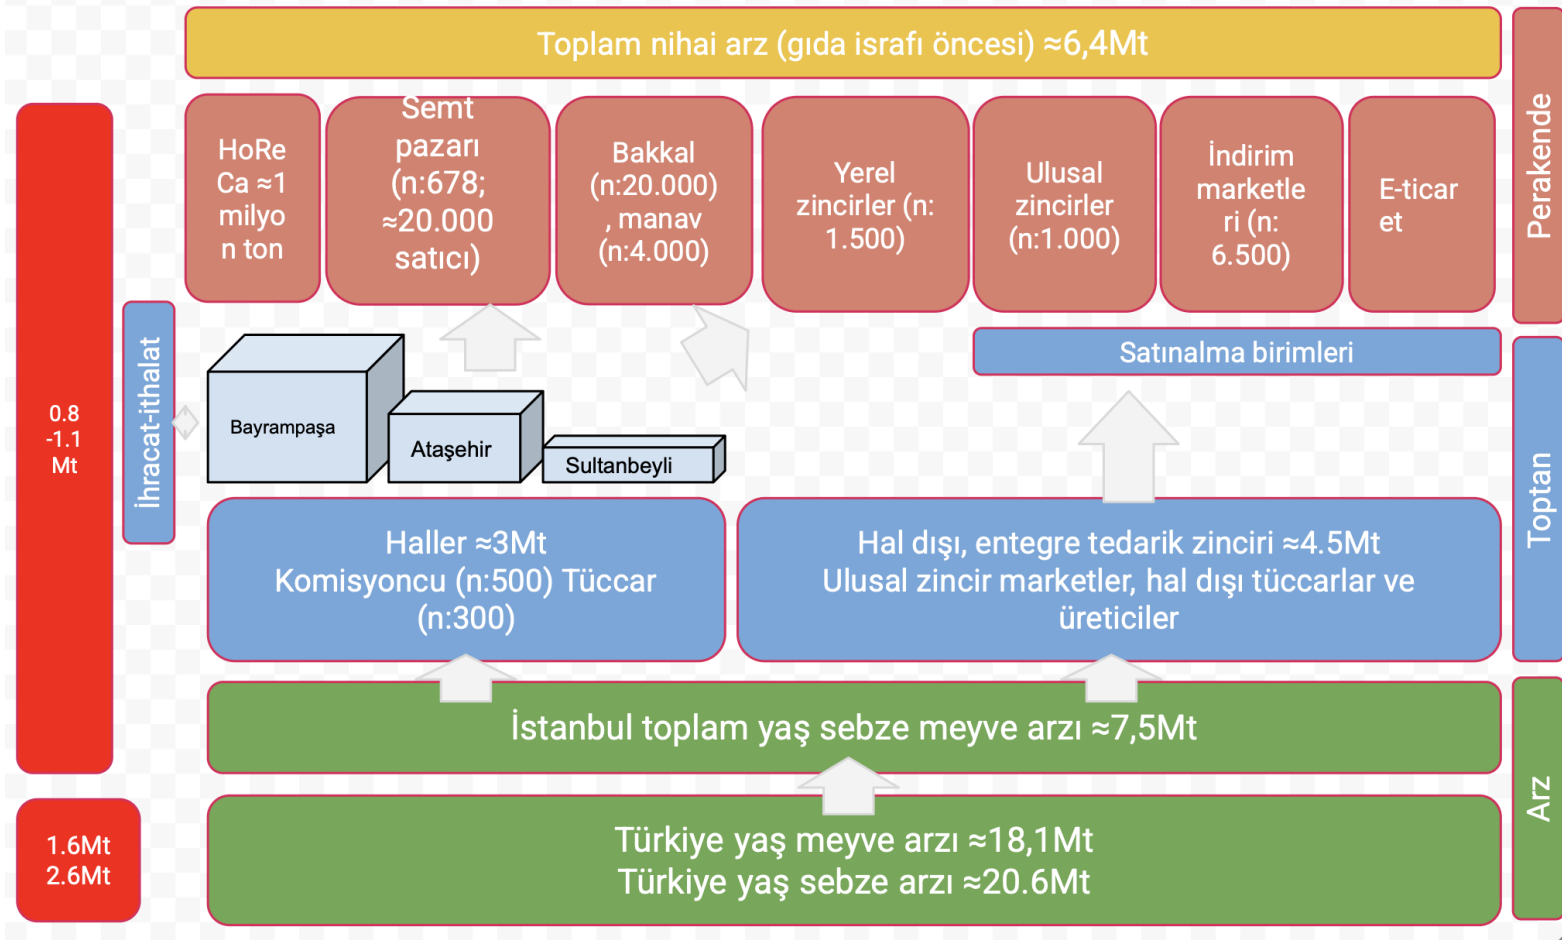 Toplam nihai arz (gıda israfı öncesi) ≈6,4Mt
Perakende
HoRe
Ca ≈1
milyo
n ton
Semt
pazarı
(n:678;
≈20.000
satıcı)
Bakkal
(n:20.000)
, manav
(n:4.000)
Yerel
zincirler (n:
1.500)
Ulusal
zincirler
(n:1.000)
İndirim
marketle
ri (n:
6.500)
E-ticar
et
0.8
-1.1
Mt
İhracat-ithalat
Bayrampaşa
Ataşehir
Sultanbeyli
Satınalma birimleri
Toptan
Haller ≈3Mt
Komisyoncu (n:500) Tüccar
(n:300)
Hal dışı, entegre tedarik zinciri ≈4.5Mt
Ulusal zincir marketler, hal dışı tüccarlar ve
üreticiler
İstanbul toplam yaş sebze meyve arzı ≈7,5Mt
Arz
1.6Mt
2.6Mt
Türkiye yaş meyve arzı ≈18,1Mt
Türkiye yaş sebze arzı ≈20.6Mt